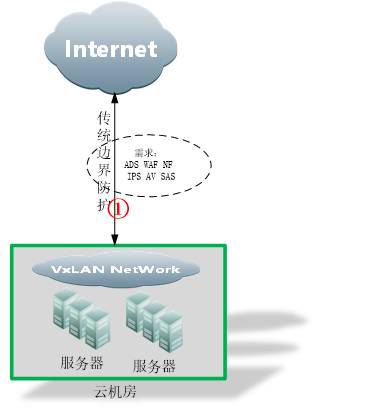 Internet
传统边界防护
需求:
ADS WAF NF
IPS AV SAS
①
VxLAN NetWork
服务器
服务器
云机房